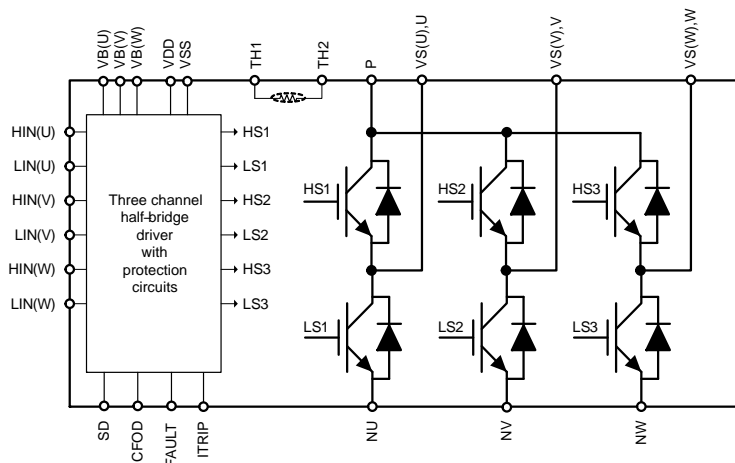 VB(U)
VB(V)
VB(W)
VDD
VSS
TH1
TH2
P
VS(U),U
VS(V),V
VS(W),W
HIN(U)
LIN(U)
HIN(V)
LIN(V)
HIN(W)
LIN(W)
Three channel
half-bridge
driver
with
protection
circuits
HS1
LS1
HS2
LS2
HS3
LS3
HS1
HS2
HS3
LS1
LS2
LS3
SD
CFOD
FAULT
ITRIP
NU
NV
NW